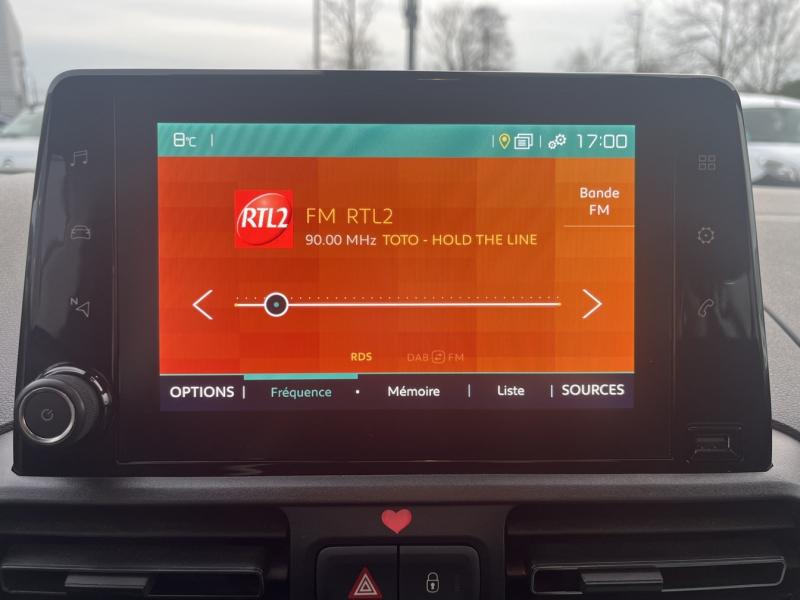 8°C 17:00
Bande
FM
RTL2
FM RTL2
90.00 MHz TOTO - HOLD THE LINE
N
RDS DAB FM
OPTIONS Fréquence Mémoire Liste SOURCES